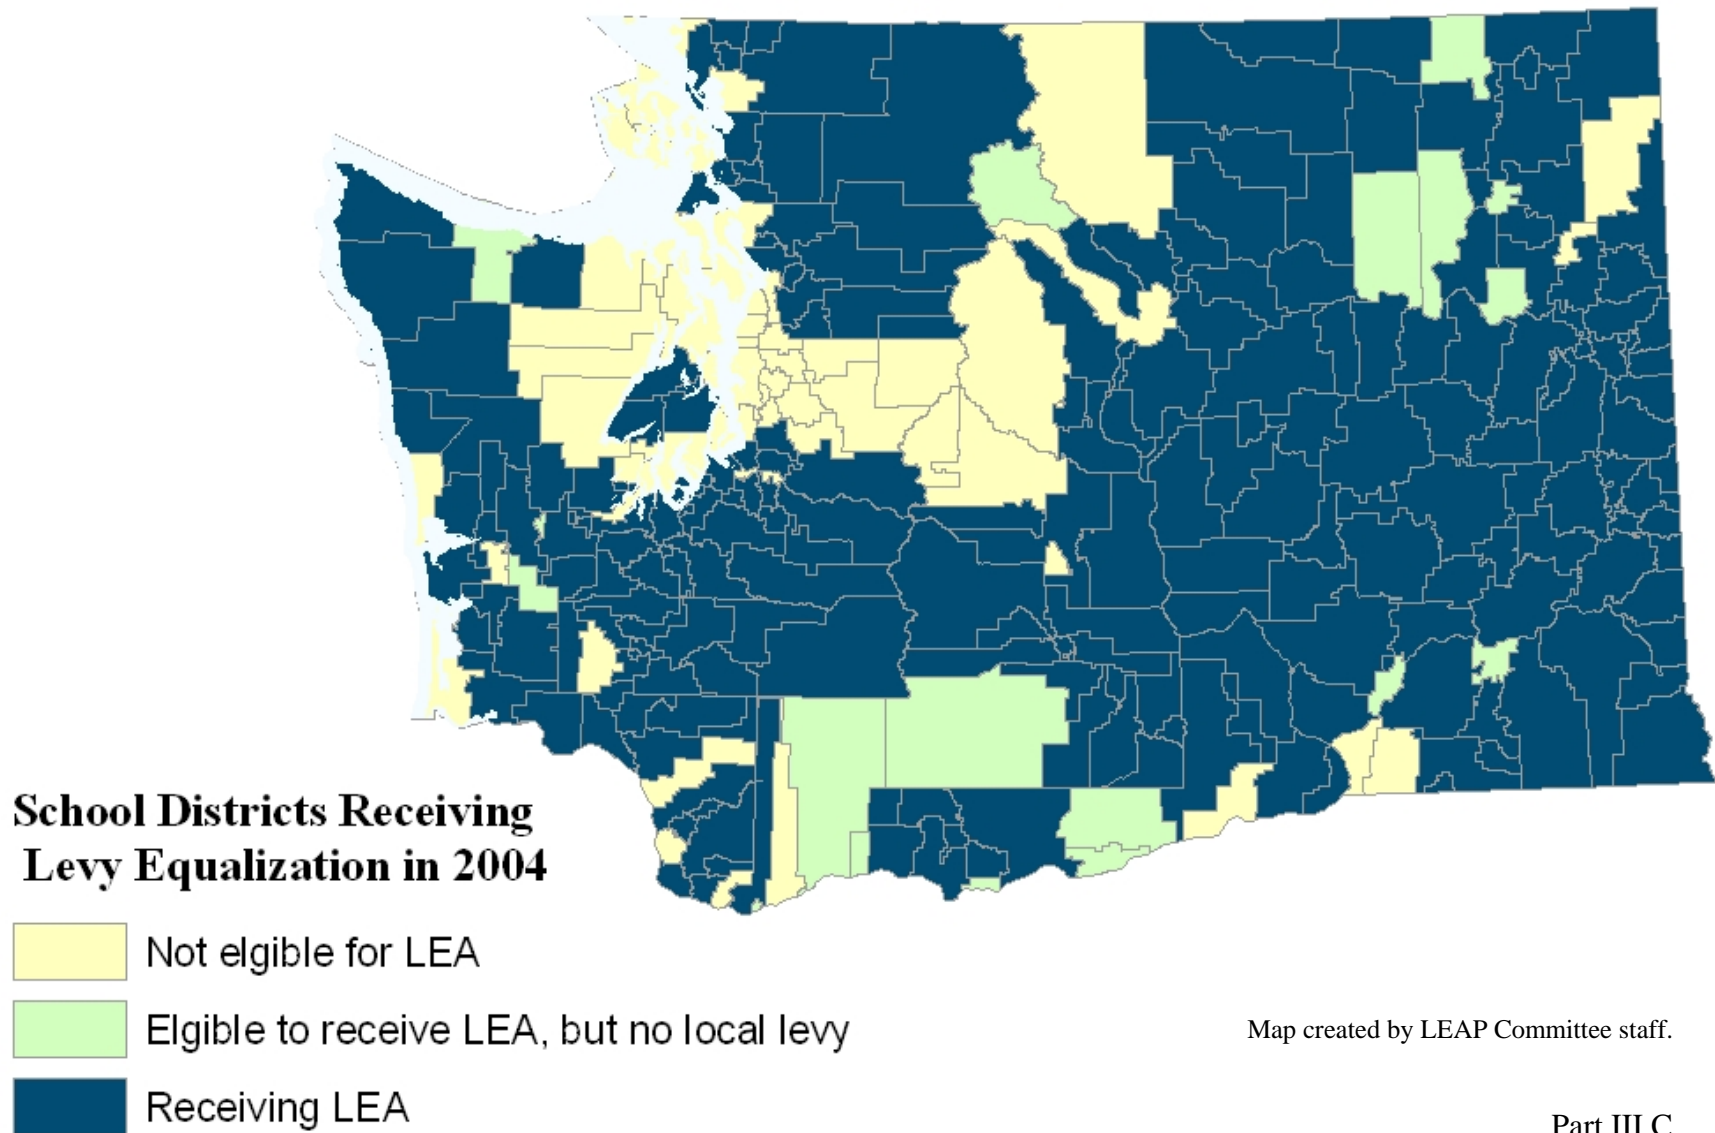 School Districts Receiving
Levy Equalization in 2004
Not elgible for LEA
Elgible to receive LEA, but no local levy
Receiving LEA
Map created by LEAP Committee staff.
Part III C